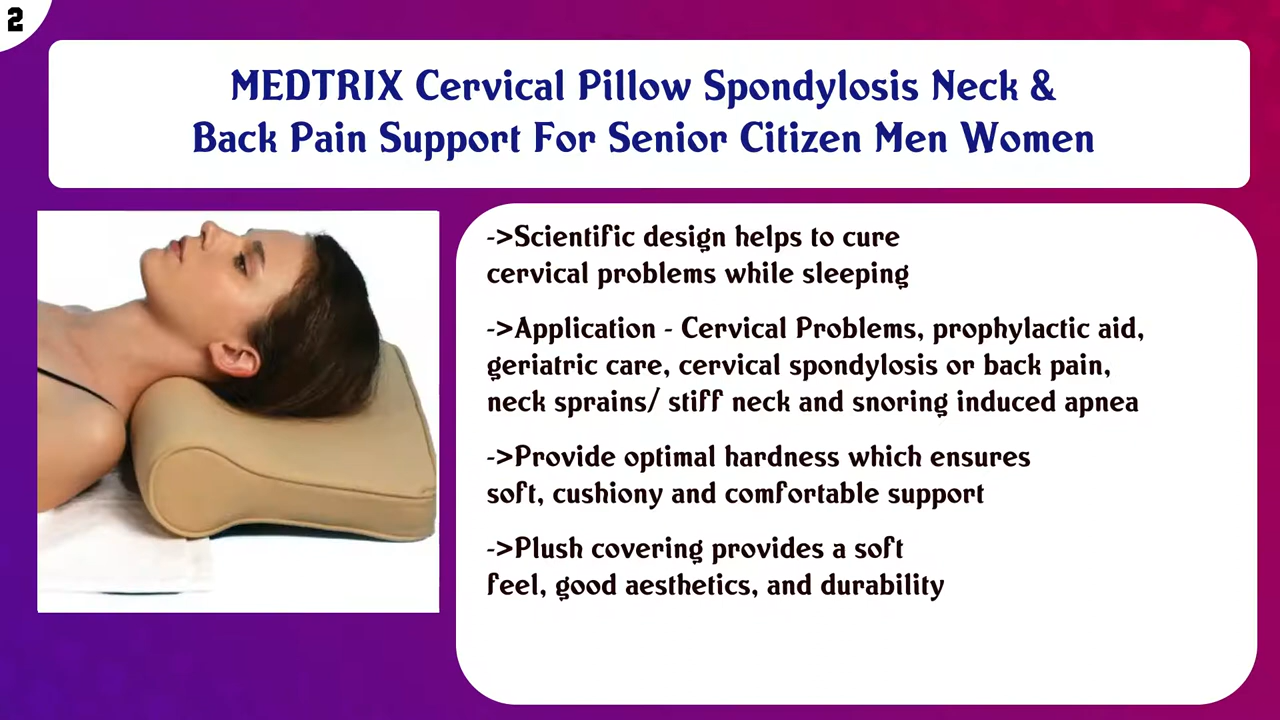 2
MEDTRIX Cervical Pillow Spondylosis Neck &
Back Pain Support For Senior Citizen Men Women
->Scientific design helps to cure
cervical problems while sleeping
->Application - Cervical Problems, prophylactic aid,
geriatric care, cervical spondylosis or back pain,
neck sprains/ stiff neck and snoring induced apnea
->Provide optimal hardness which ensures
soft, cushiony and comfortable support
->Plush covering provides a soft
feel, good aesthetics, and durability